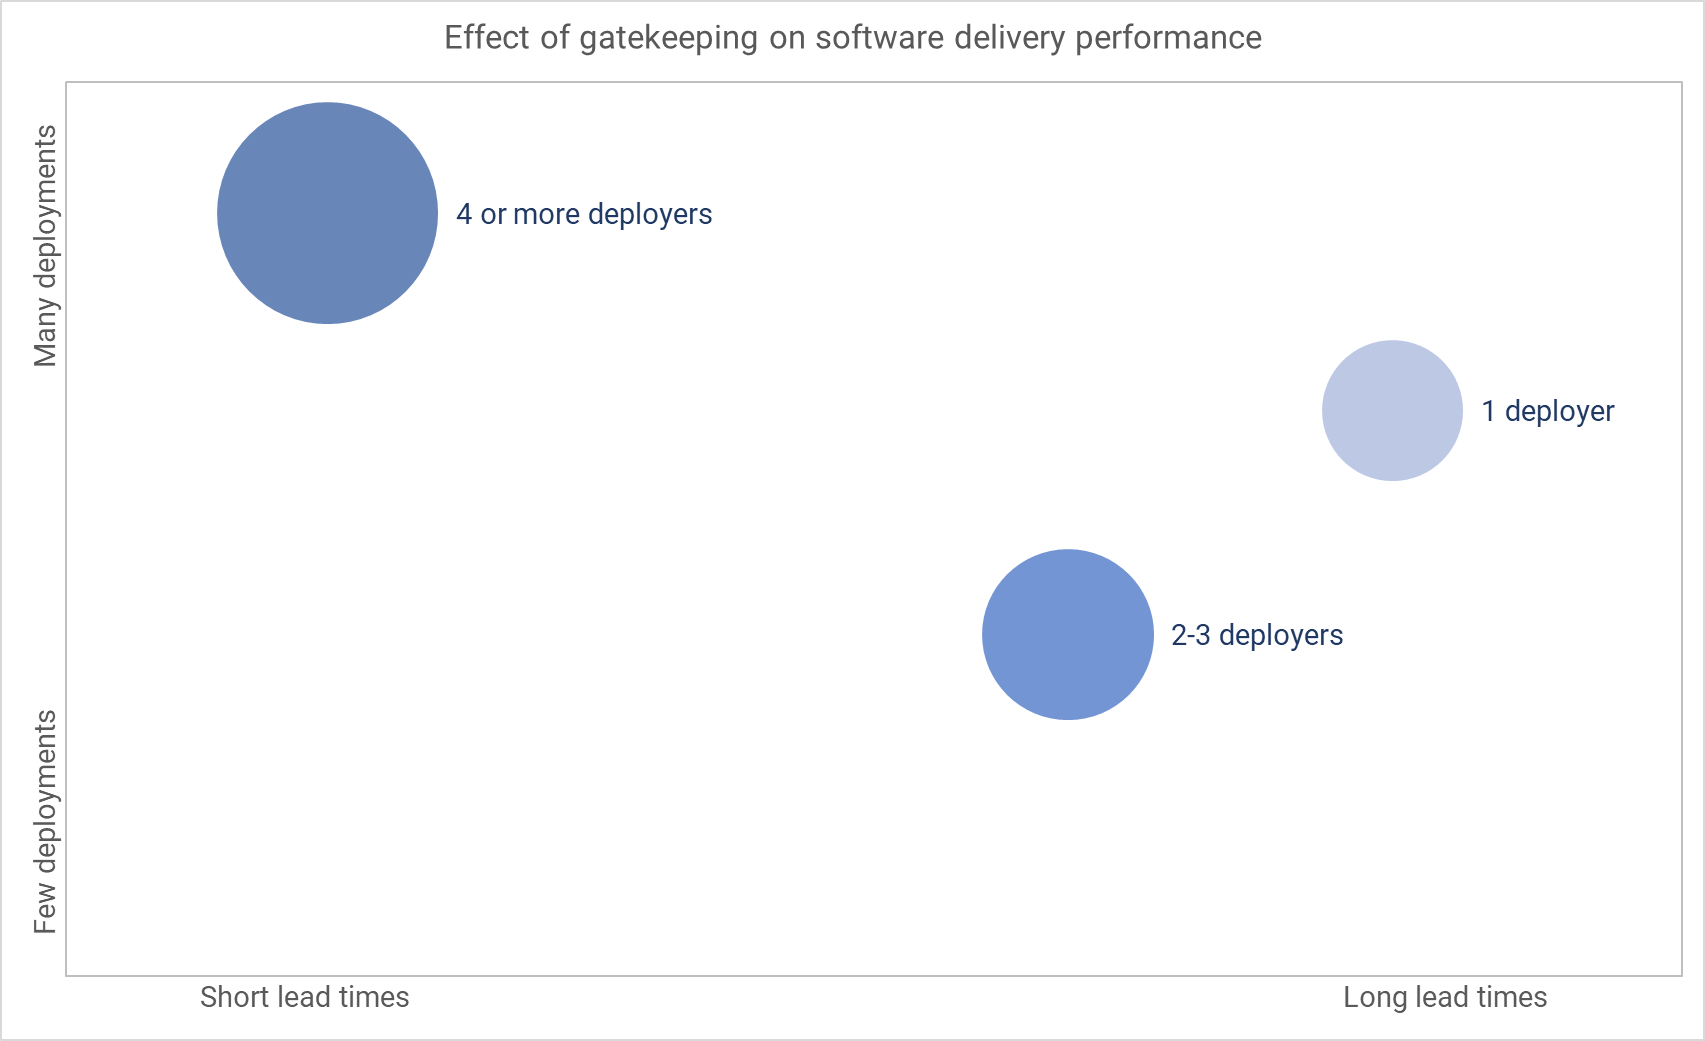 Effect of gatekeeping on software delivery performance
Many deployments
4 or more deployers
1 deployer
2-3 deployers
Few deployments
Short lead times
Long lead times